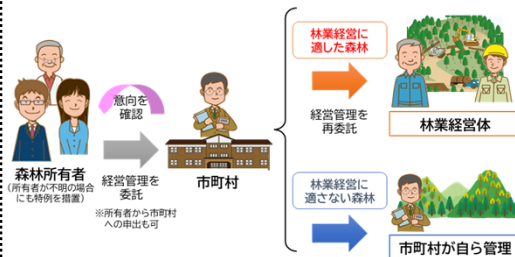 意向を
確認
森林所有者
(所有者が不明の場合
にも特例を措置)
経営管理を
委託
※所有者から市町村
への申出も可
市町村
林業経営に
適した森林
経営管理を
再委託
林業経営体
林業経営に
適さない森林
市町村が自ら管理